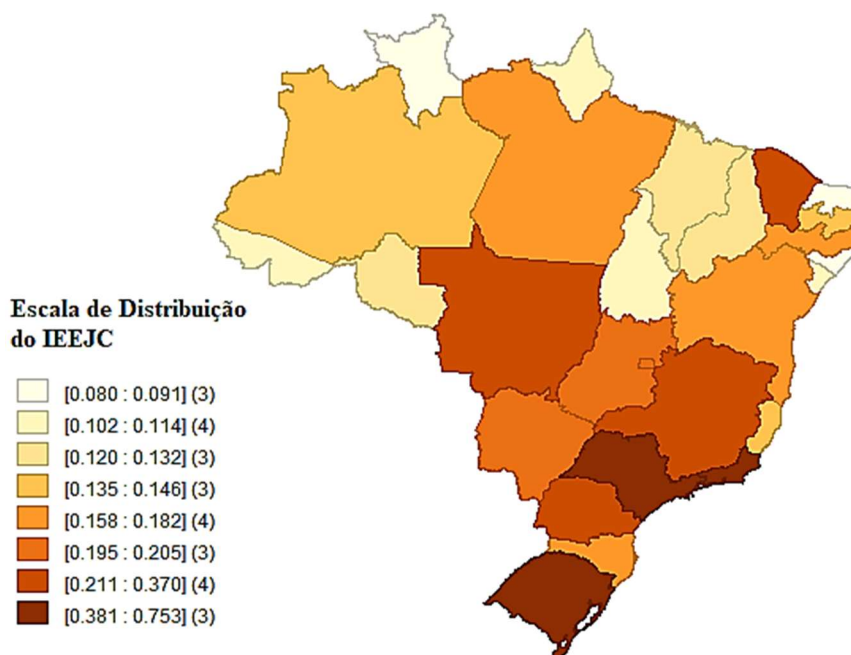 Escala de Distribuição
do IEEJC
[0.080 : 0.091] (3)
[0.102 : 0.114] (4)
[0.120 : 0.132] (3)
[0.135 : 0.146] (3)
[0.158 : 0.182] (4)
[0.195 : 0.205] (3)
[0.211 : 0.370] (4)
[0.381 : 0.753] (3)